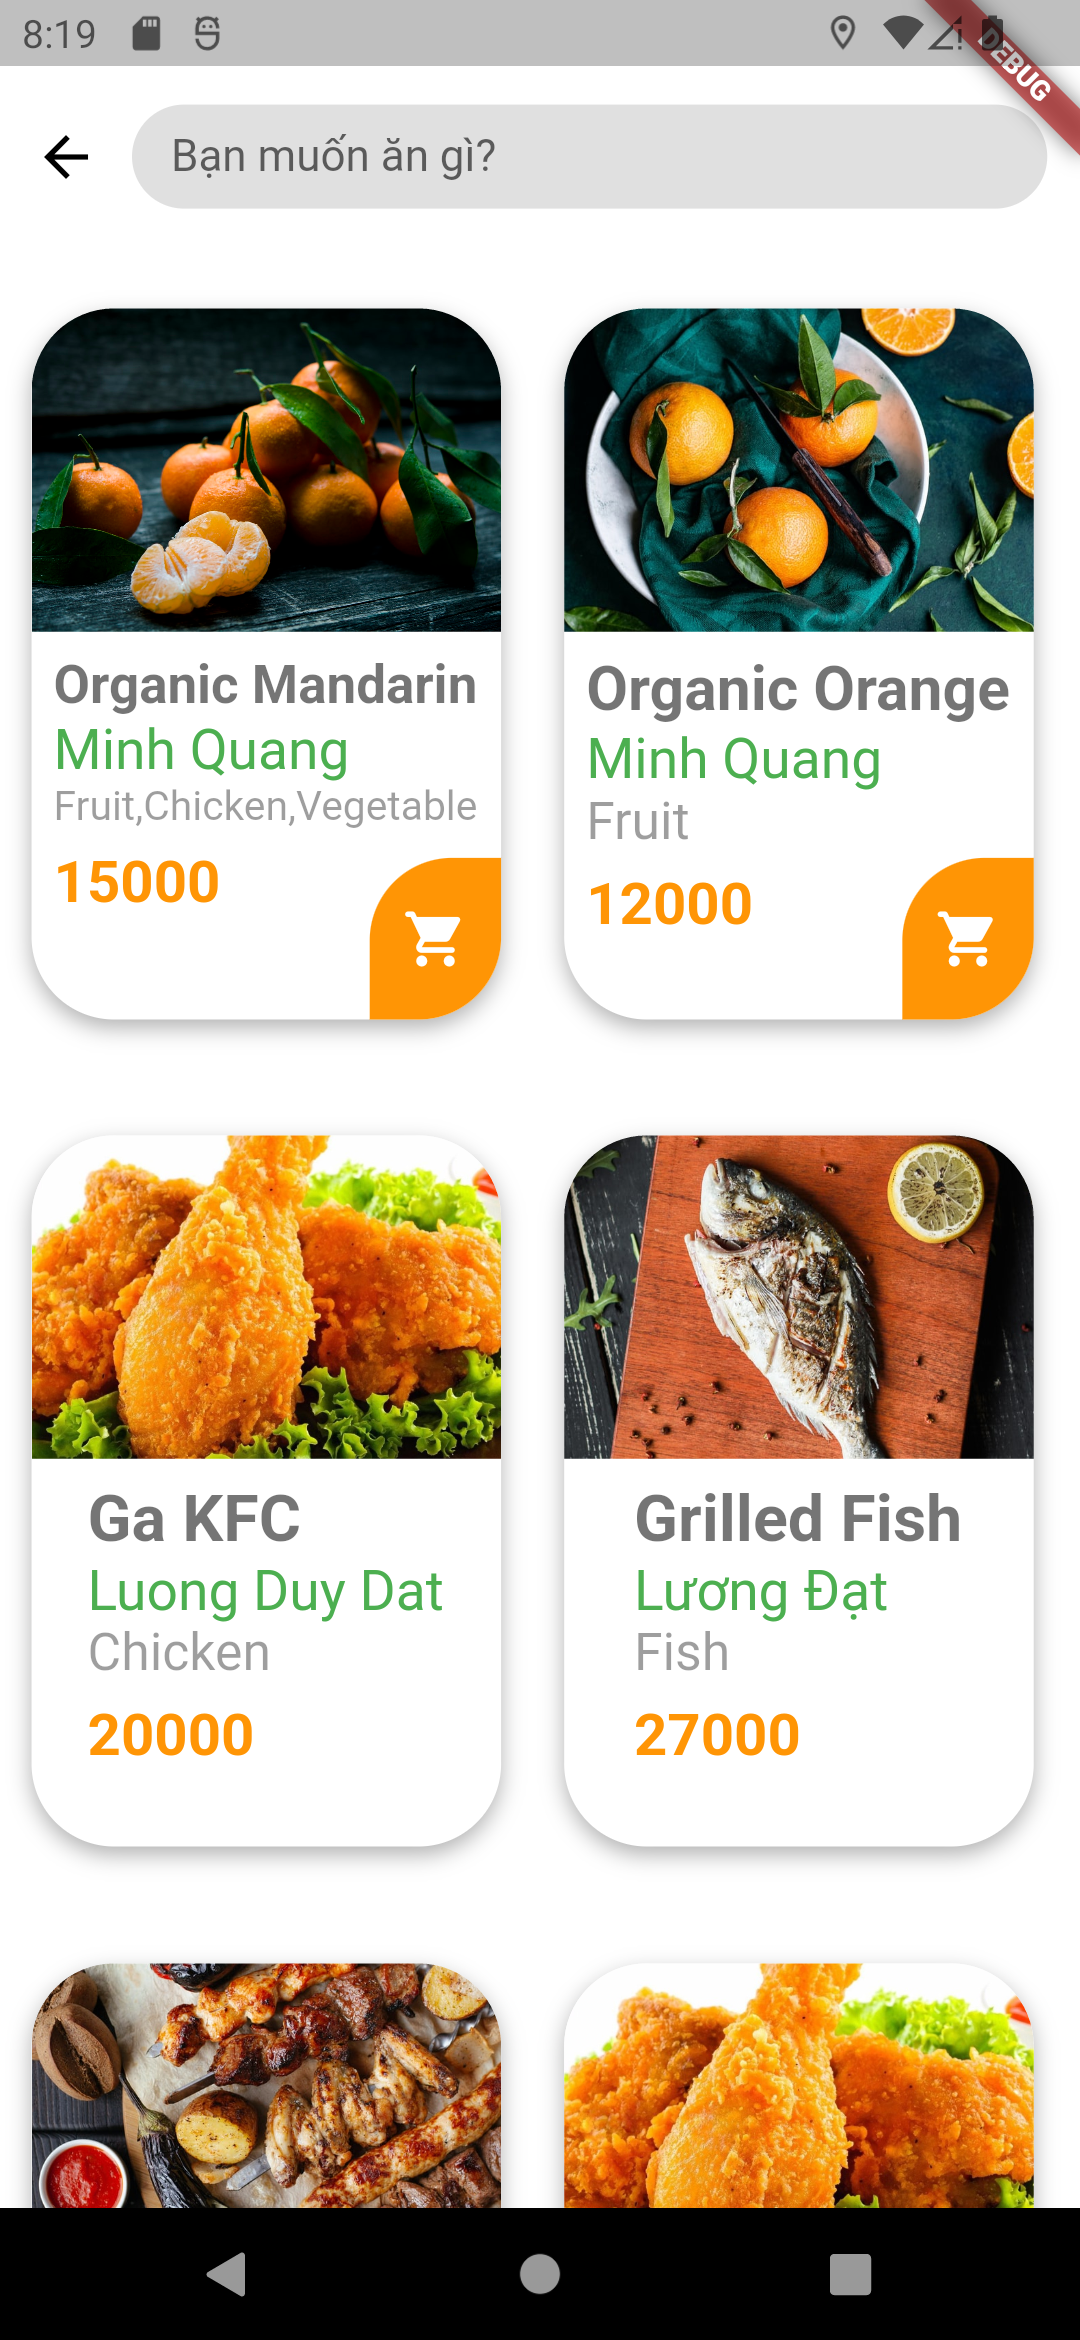 8:19
DEBUG
Bạn muốn ăn gì?
Organic Mandarin
Minh Quang
Fruit,Chicken,Vegetable
15000
Organic Orange
Minh Quang
Fruit
12000
Ga KFC
Luong Duy Dat
Chicken
20000
Grilled Fish
Lương Đạt
Fish
27000